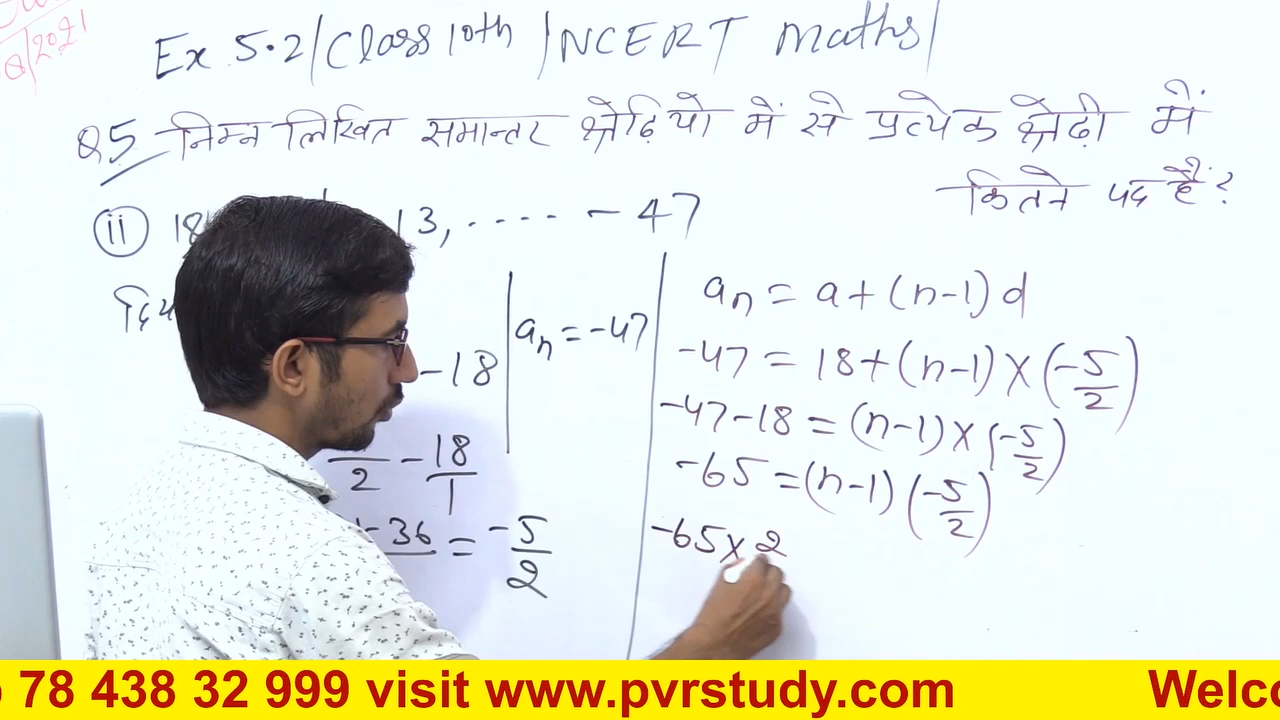 8/2021
Ex 5.2 / Class 10th / NCERT Maths /
Q5 निम्न लिखित समान्तर श्रेढ़ियो में से प्रत्येक श्रेढ़ी में
कितने पद है ?
(ii) 18 13, ..... -47
aₙ = -47
-18
2 - 18/1
- 36 = -5/2
aₙ = a + (n-1) d
-47 = 18 + (n-1) × (-5/2)
-47-18 = (n-1) × (-5/2)
-65 = (n-1) (-5/2)
-65 × 2
78 438 32 999 visit www.pvrstudy.com